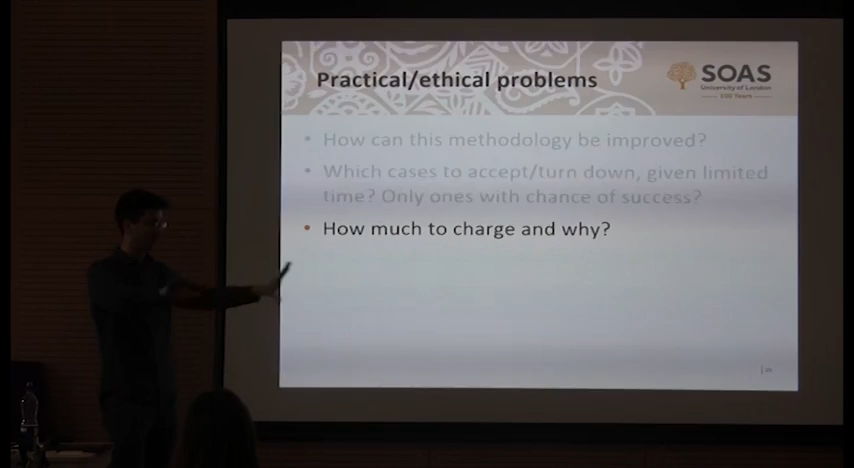 Practical/ethical problems
SOAS
University of London
• How can this methodology be improved?
• Which cases to accept/turn down, given limited
time? Only ones with chance of success?
• How much to charge and why?